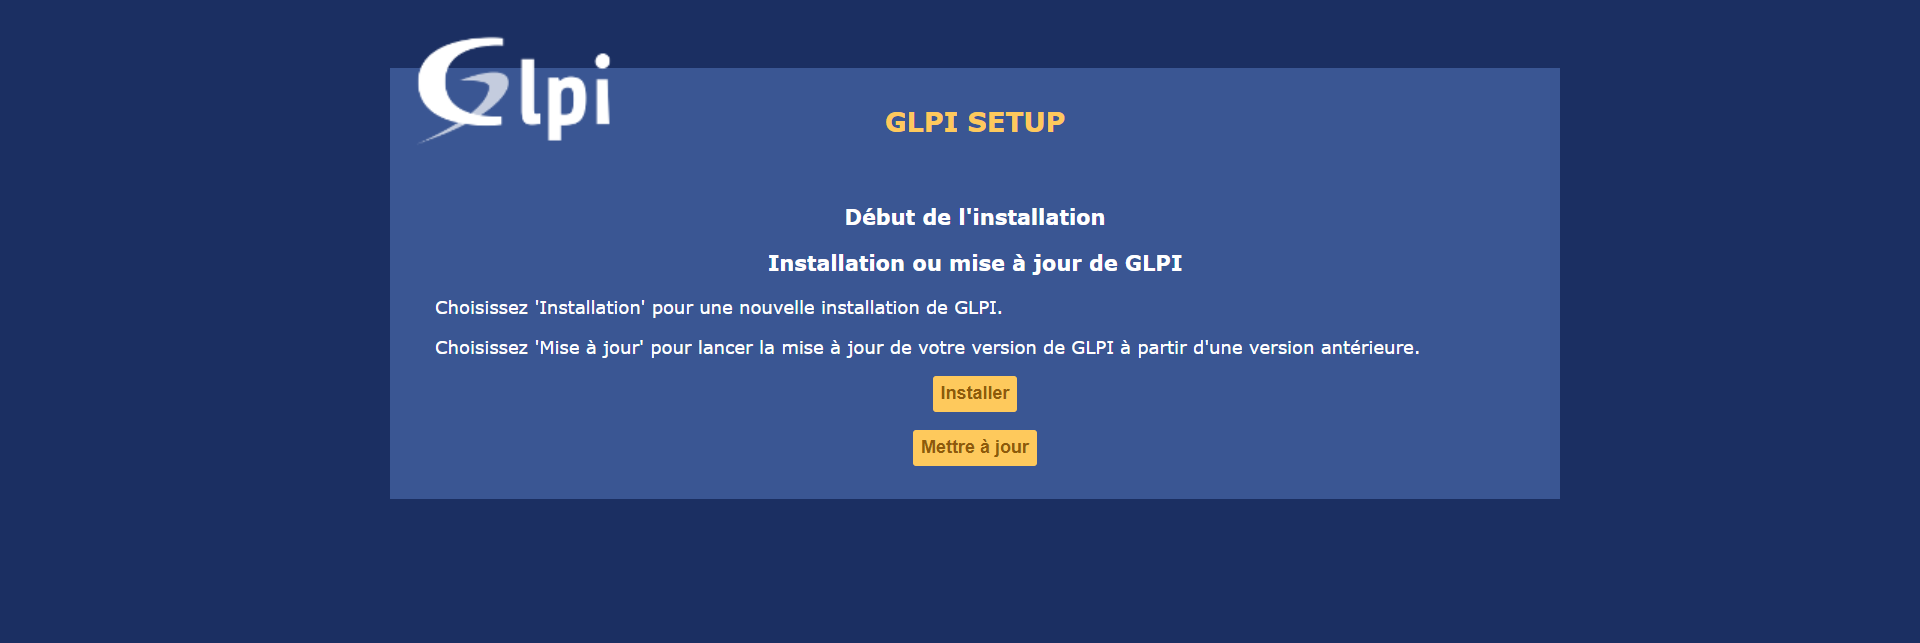 Glpi
GLPI SETUP
Début de l'installation
Installation ou mise à jour de GLPI
Choisissez 'Installation' pour une nouvelle installation de GLPI.
Choisissez 'Mise à jour' pour lancer la mise à jour de votre version de GLPI à partir d'une version antérieure.
Installer
Mettre à jour